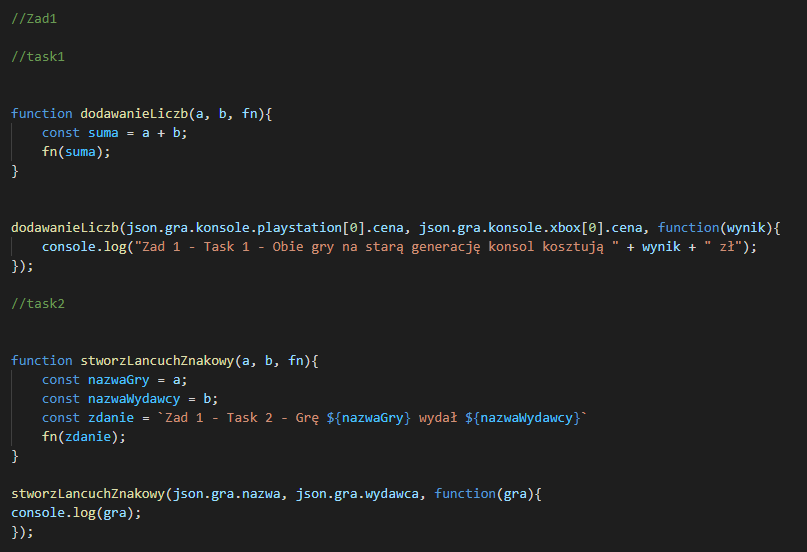 //Zad1
//task1
function dodawanieLiczb(a, b, fn){
    const suma = a + b;
    fn(suma);
}
dodawanieLiczb(json.gra.konsole.playstation[0].cena, json.gra.konsole.xbox[0].cena, function(wynik){
    console.log("Zad 1 - Task 1 - Obie gry na starą generację konsol kosztują " + wynik + " zł");
});
//task2
function stworzLancuchZnakowy(a, b, fn){
    const nazwaGry = a;
    const nazwaWydawcy = b;
    const zdanie = `Zad 1 - Task 2 - Grę ${nazwaGry} wydał ${nazwaWydawcy}`
    fn(zdanie);
}
stworzLancuchZnakowy(json.gra.nazwa, json.gra.wydawca, function(gra){
console.log(gra);
});